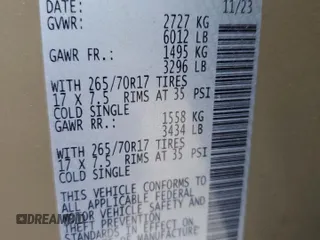 DATE 11/23
GVWR: 2727 KG
6012 LB
GAWR FR.: 1495 KG
3296 LB
WITH 265/70R17 TIRES
17 X 7.5 RIMS AT 35 PSI
COLD SINGLE
GAWR RR.: 1558 KG
3434 LB
WITH 265/70R17 TIRES
17 X 7.5 RIMS AT 35 PSI
COLD SINGLE
THIS VEHICLE CONFORMS TO
ALL APPLICABLE FEDERAL
MOTOR VEHICLE SAFETY AND
THEFT PREVENTION
STANDARDS IN EFFECT ON
MANUFACTURE
DREAMBID